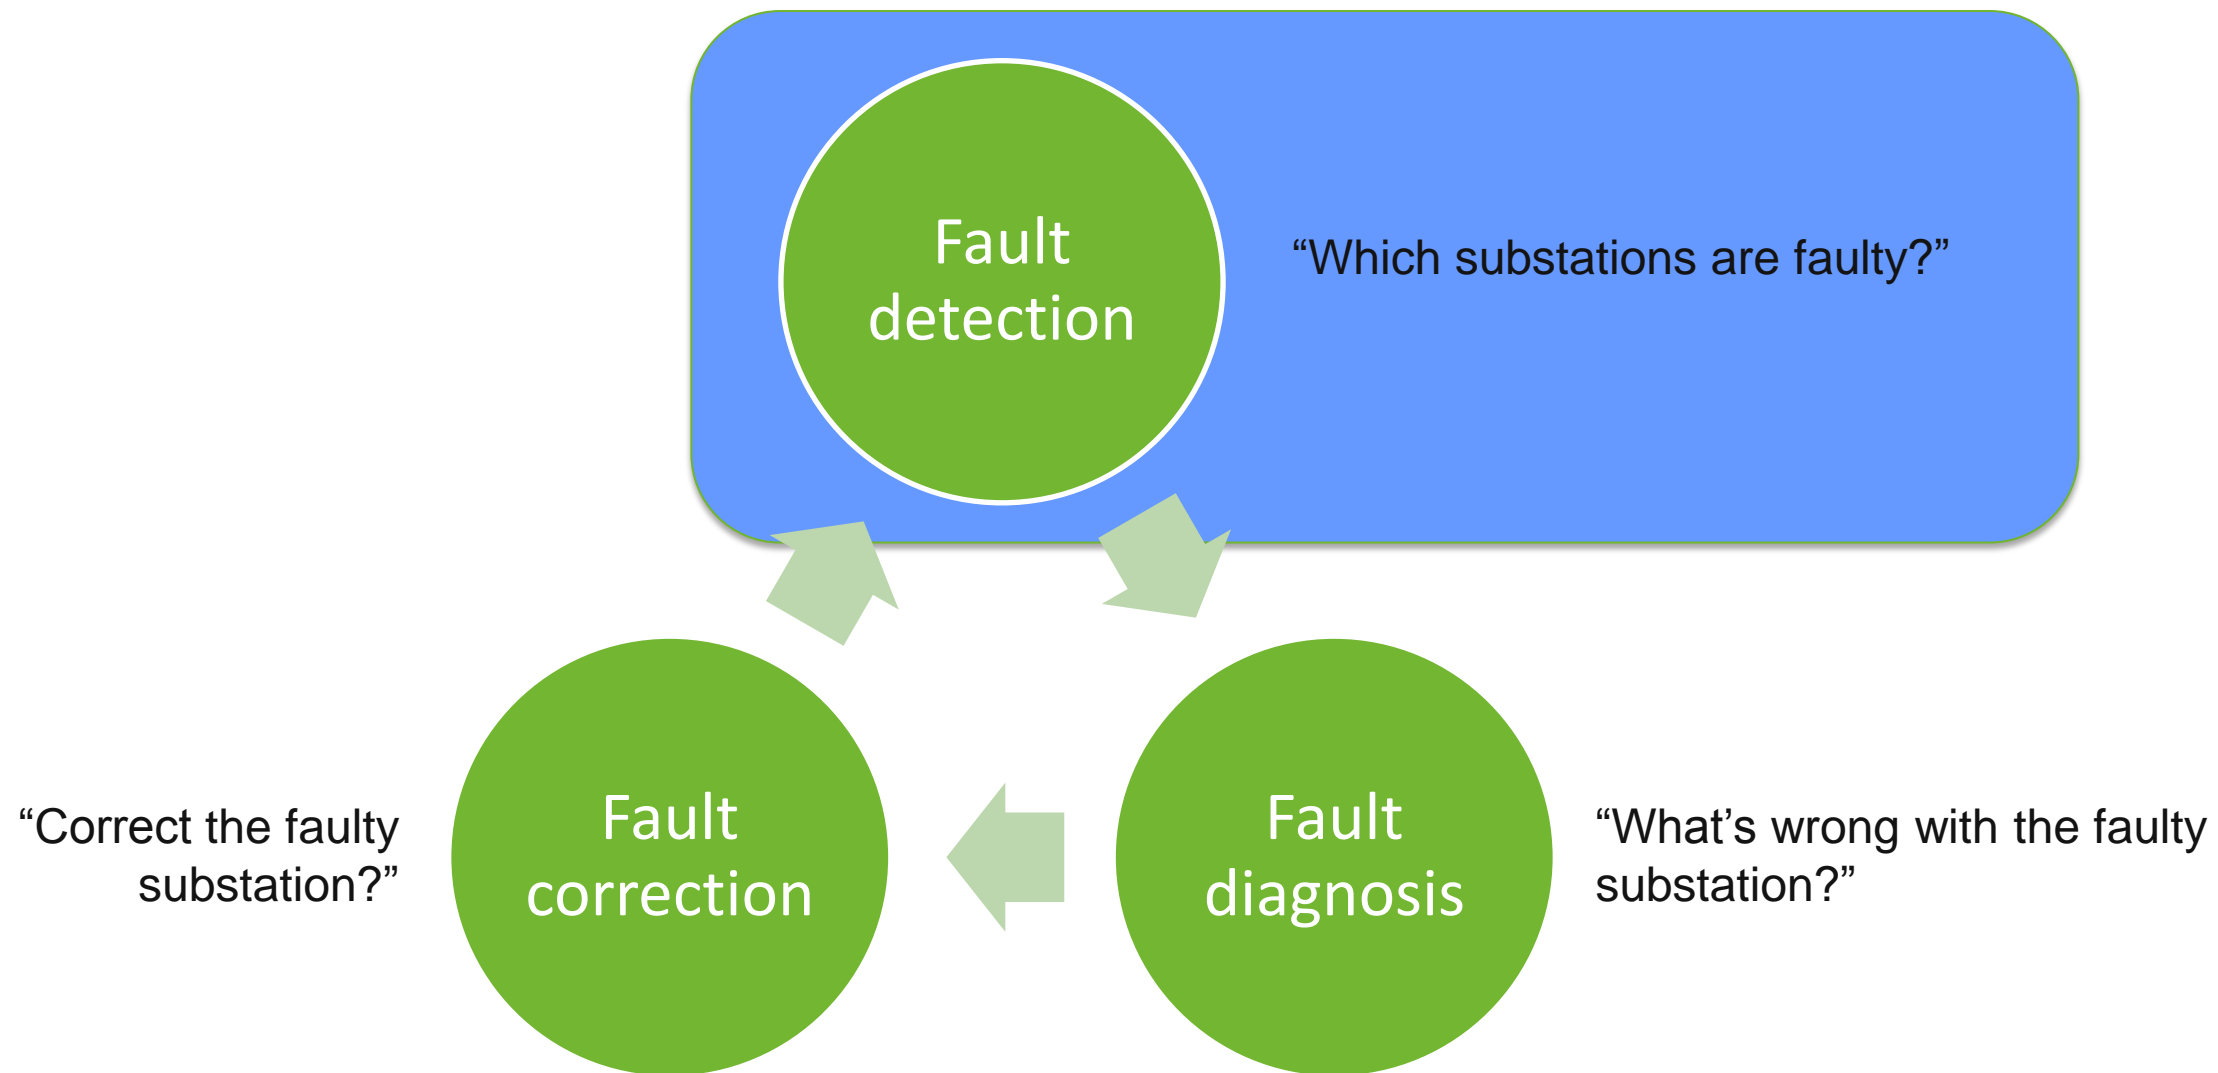 Fault
detection
“Which substations are faulty?”
“Correct the faulty
substation?”
Fault
correction
Fault
diagnosis
“What’s wrong with the faulty
substation?”